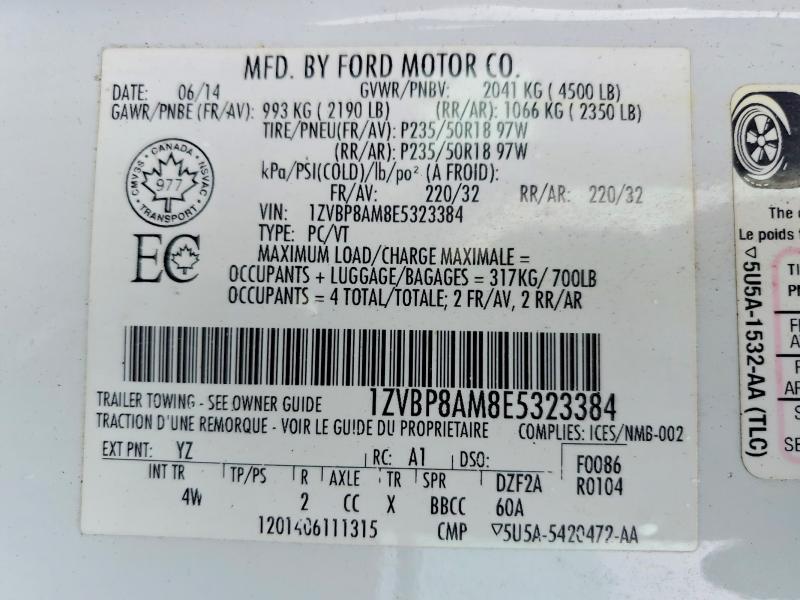 MFD. BY FORD MOTOR CO.
DATE: 06/14 GVWR/PNBV: 2041 KG ( 4500 LB)
GAWR/PNBE (FR/AV): 993 KG ( 2190 LB) (RR/AR): 1066 KG ( 2350 LB)
TIRE/PNEU(FR/AV): P235/50R18 97W
(RR/AR): P235/50R18 97W
kPa/PSI(COLD)/lb/po² (A FROID):
FR/AV: 220/32 RR/AR: 220/32
CANADA
CMVSS 977 NSVAC
TRANSPORT
VIN: 1ZVBP8AM8E5323384
TYPE: PC/VT
EC
MAXIMUM LOAD/CHARGE MAXIMALE =
OCCUPANTS + LUGGAGE/BAGAGES = 317KG/ 700LB
OCCUPANTS = 4 TOTAL/TOTALE; 2 FR/AV, 2 RR/AR
TRAILER TOWING - SEE OWNER GUIDE 1ZVBP8AM8E5323384
TRACTION D'UNE REMORQUE - VOIR LE GUIDE DU PROPRIETAIRE COMPLIES: ICES/NMB-002
EXT PNT: YZ RC: A1 DSO: F0086
INT TR TP/PS R AXLE TR SPR DZF2A R0104
4W 2 CC X BBCC 60A
1201406111315 CMP ▽5U5A-5420472-AA
The
Le poids
◁5U5A-1532-AA (TLC)